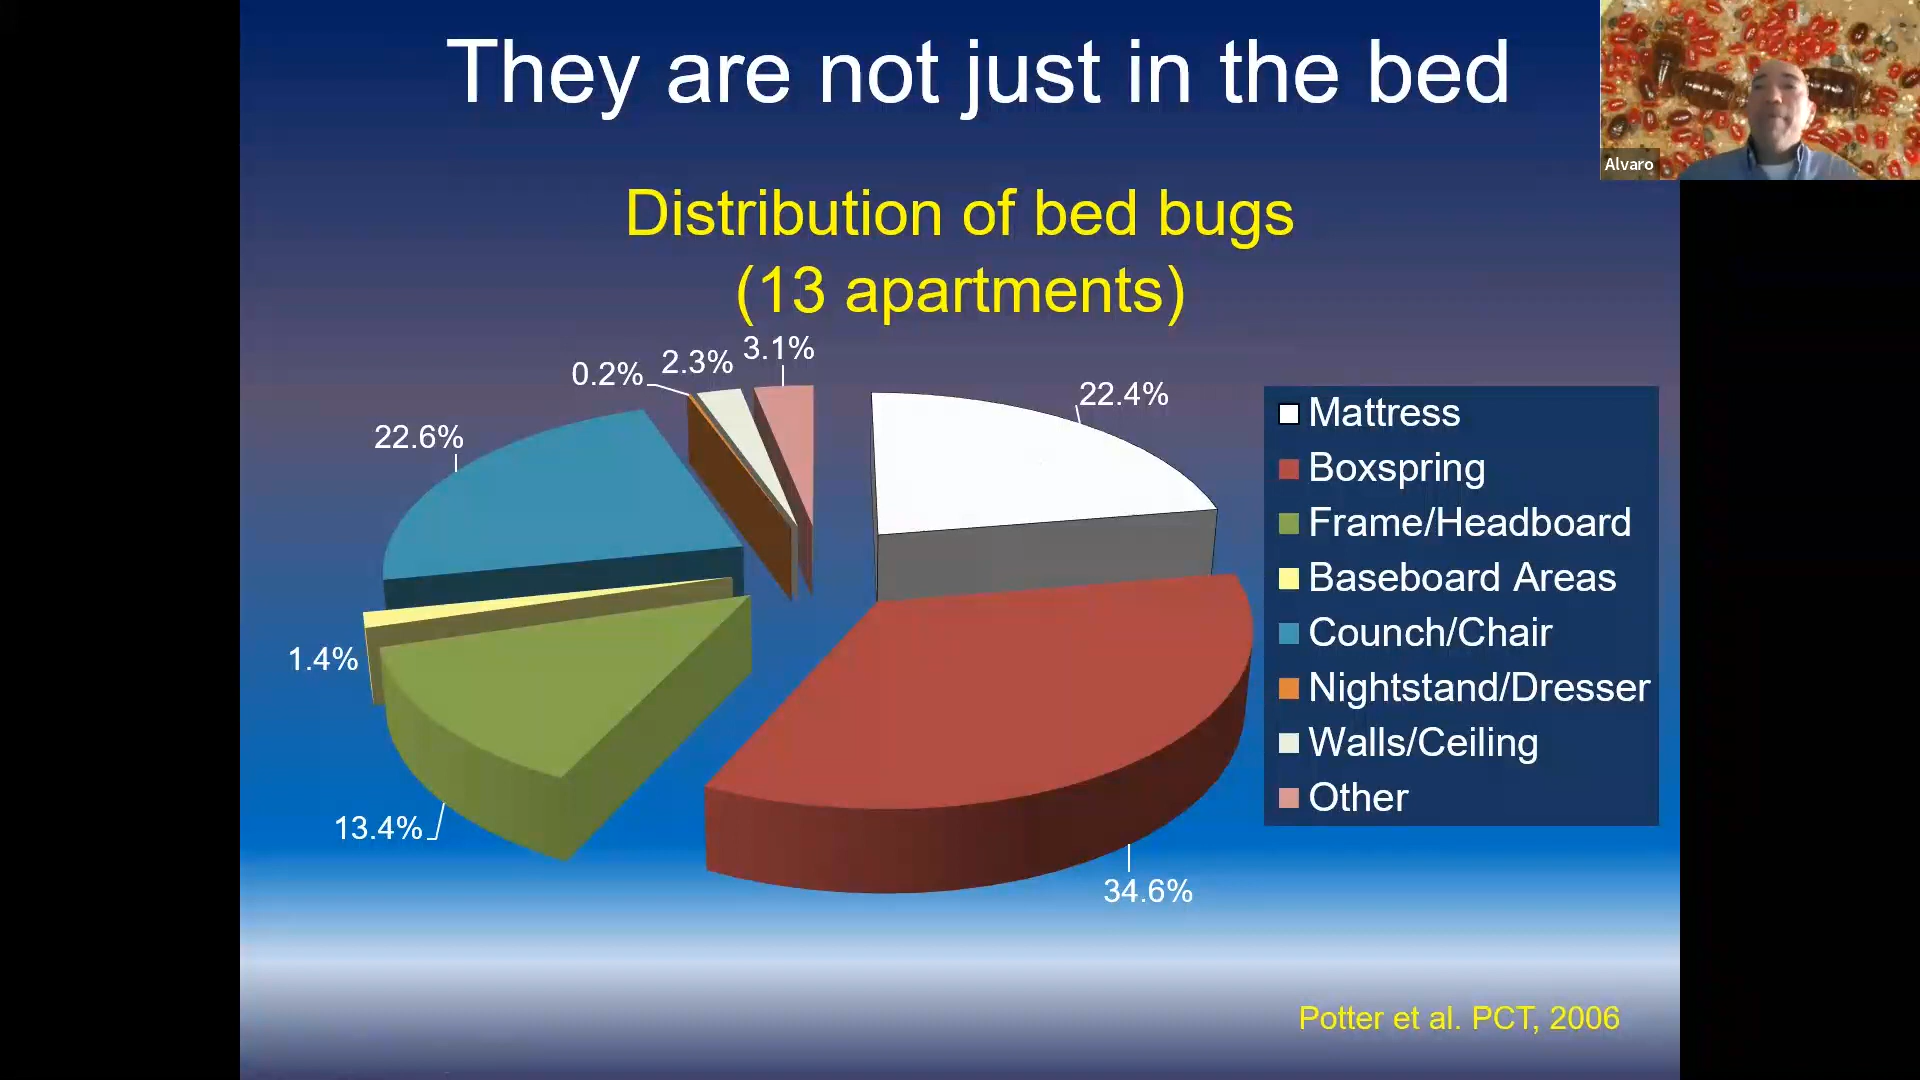 They are not just in the bed
Alvaro
Distribution of bed bugs
(13 apartments)
0.2%
2.3%
3.1%
22.4%
22.6%
1.4%
13.4%
34.6%
Mattress
Boxspring
Frame/Headboard
Baseboard Areas
Counch/Chair
Nightstand/Dresser
Walls/Ceiling
Other
Potter et al. PCT, 2006